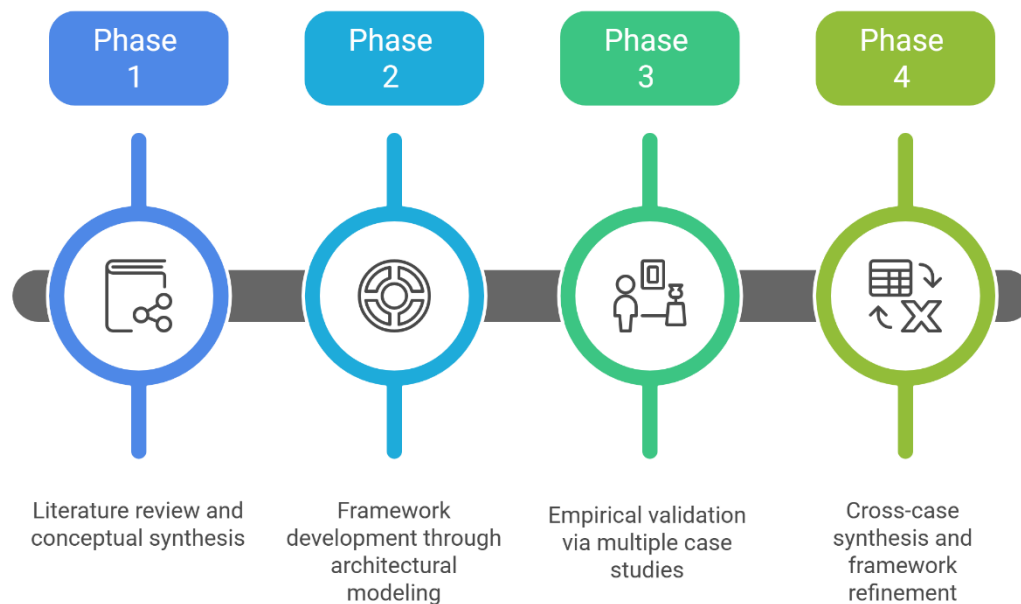 Phase
1
Phase
2
Phase
3
Phase
4
Literature review and
conceptual synthesis
Framework
development through
architectural
modeling
Empirical validation
via multiple case
studies
Cross-case
synthesis and
framework
refinement